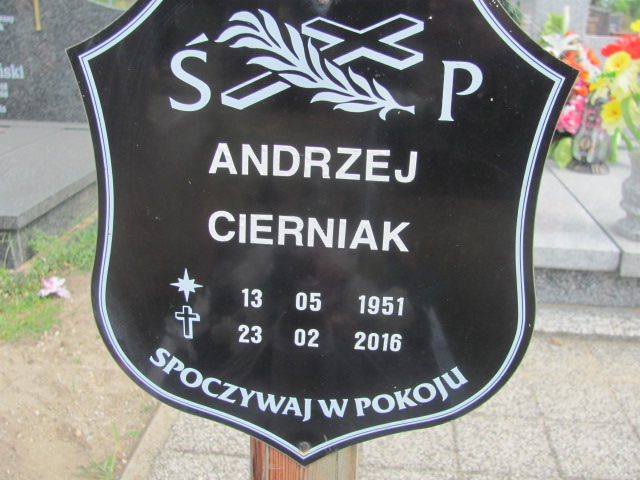 Ś P
ANDRZEJ
CIERNIAK
13 05 1951
23 02 2016
SPOCZYWAJ W POKOJU